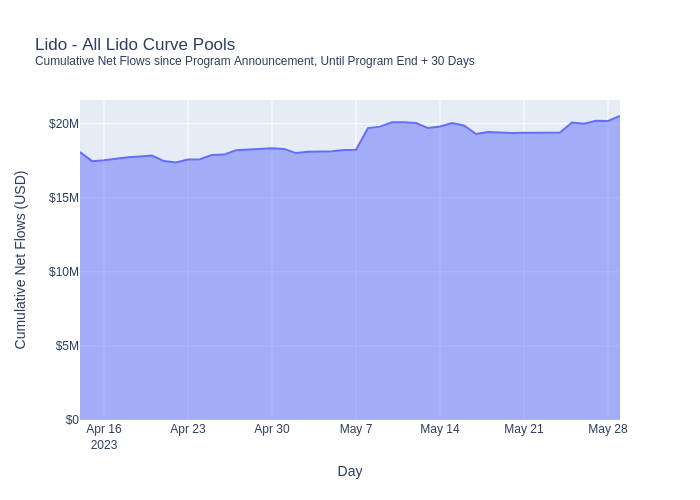 Lido - All Lido Curve Pools
Cumulative Net Flows since Program Announcement, Until Program End + 30 Days
Cumulative Net Flows (USD)
$20M
$15M
$10M
$5M
$0
Apr 16 Apr 23 Apr 30 May 7 May 14 May 21 May 28
2023
Day